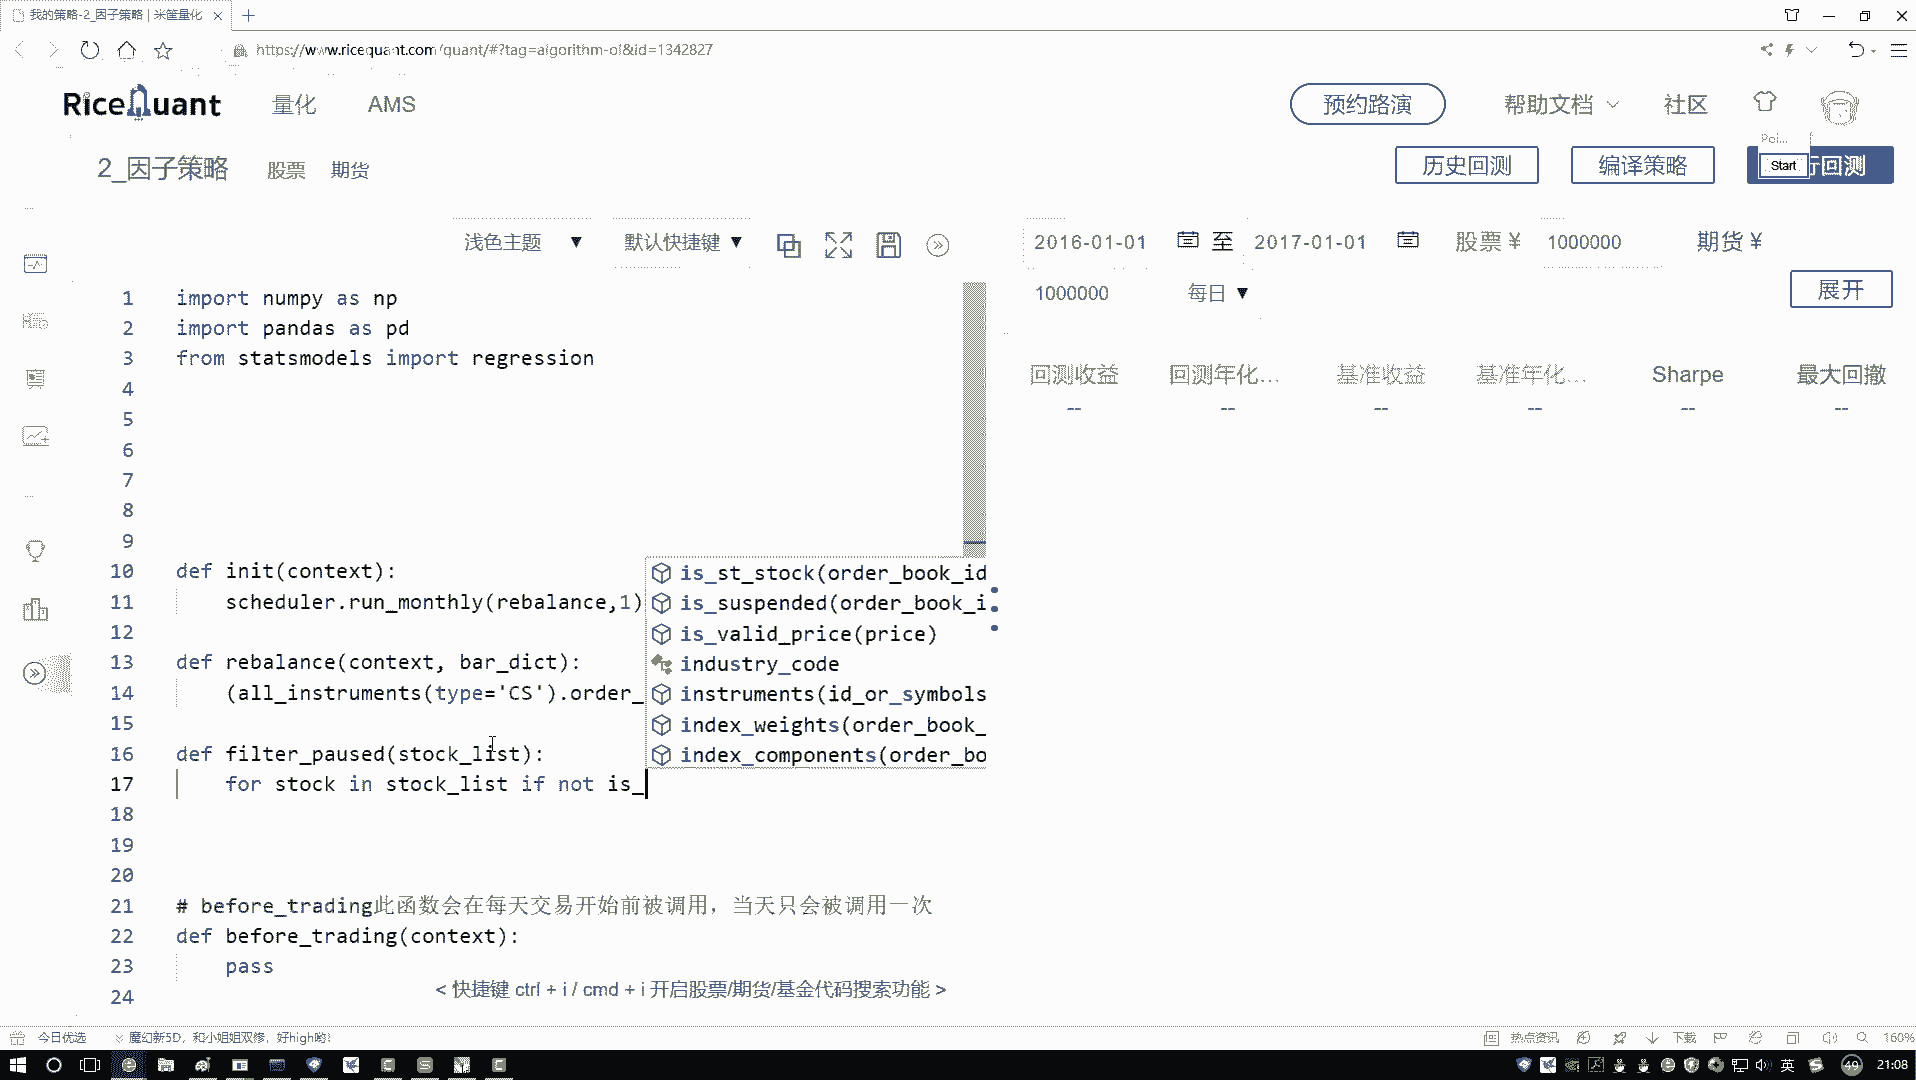 我的策略-2_因子策略 | 米筐量化
https://www.ricequant.com/quant/#?tag=algorithm-ol&id=1342827
RiceQuant 量化 AMS 预约路演 帮助文档 社区
Poi...
2_因子策略 股票 期货 历史回测 编译策略 Start 行回测
浅色主题 ▼ 默认快捷键 ▼ 2016-01-01 至 2017-01-01 股票 ¥ 1000000 期货 ¥
1000000 每日 ▼ 展开
回测收益 回测年化... 基准收益 基准年化... Sharpe 最大回撤
-- -- -- -- -- --
1 import numpy as np
2 import pandas as pd
3 from statsmodels import regression
4
5
6
7
8
9
10 def init(context):
11 scheduler.run_monthly(rebalance,1)
12
13 def rebalance(context, bar_dict):
14 (all_instruments(type='CS').order_
15
16 def filter_paused(stock_list):
17 for stock in stock_list if not is_
18
19
20
21 # before_trading此函数会在每天交易开始前被调用，当天只会被调用一次
22 def before_trading(context):
23 pass
24
is_st_stock(order_book_id
is_suspended(order_book_i
is_valid_price(price)
industry_code
instruments(id_or_symbols
index_weights(order_book_
index_components(order_bo
< 快捷键 ctrl + i / cmd + i 开启股票/期货/基金代码搜索功能 >
今日优选 魔幻新5D，和小姐姐双修，好high哟! 热点资讯 下载 160%
英 49 21:08